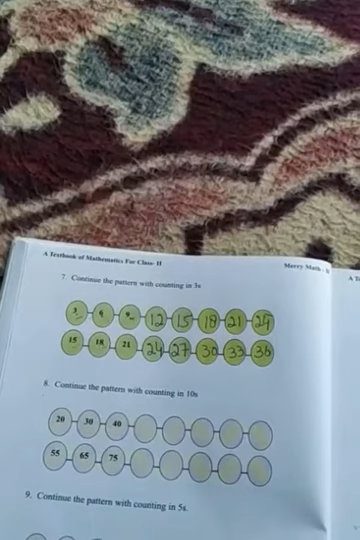 A Textbook of Mathematics For Class- II
Merry Math - II
7. Continue the pattern with counting in 3s
3 6 9 12 15 18 21 24
15 18 21 24 27 30 33 36
8. Continue the pattern with counting in 10s
20 30 40
55 65 75
9. Continue the pattern with counting in 5s.